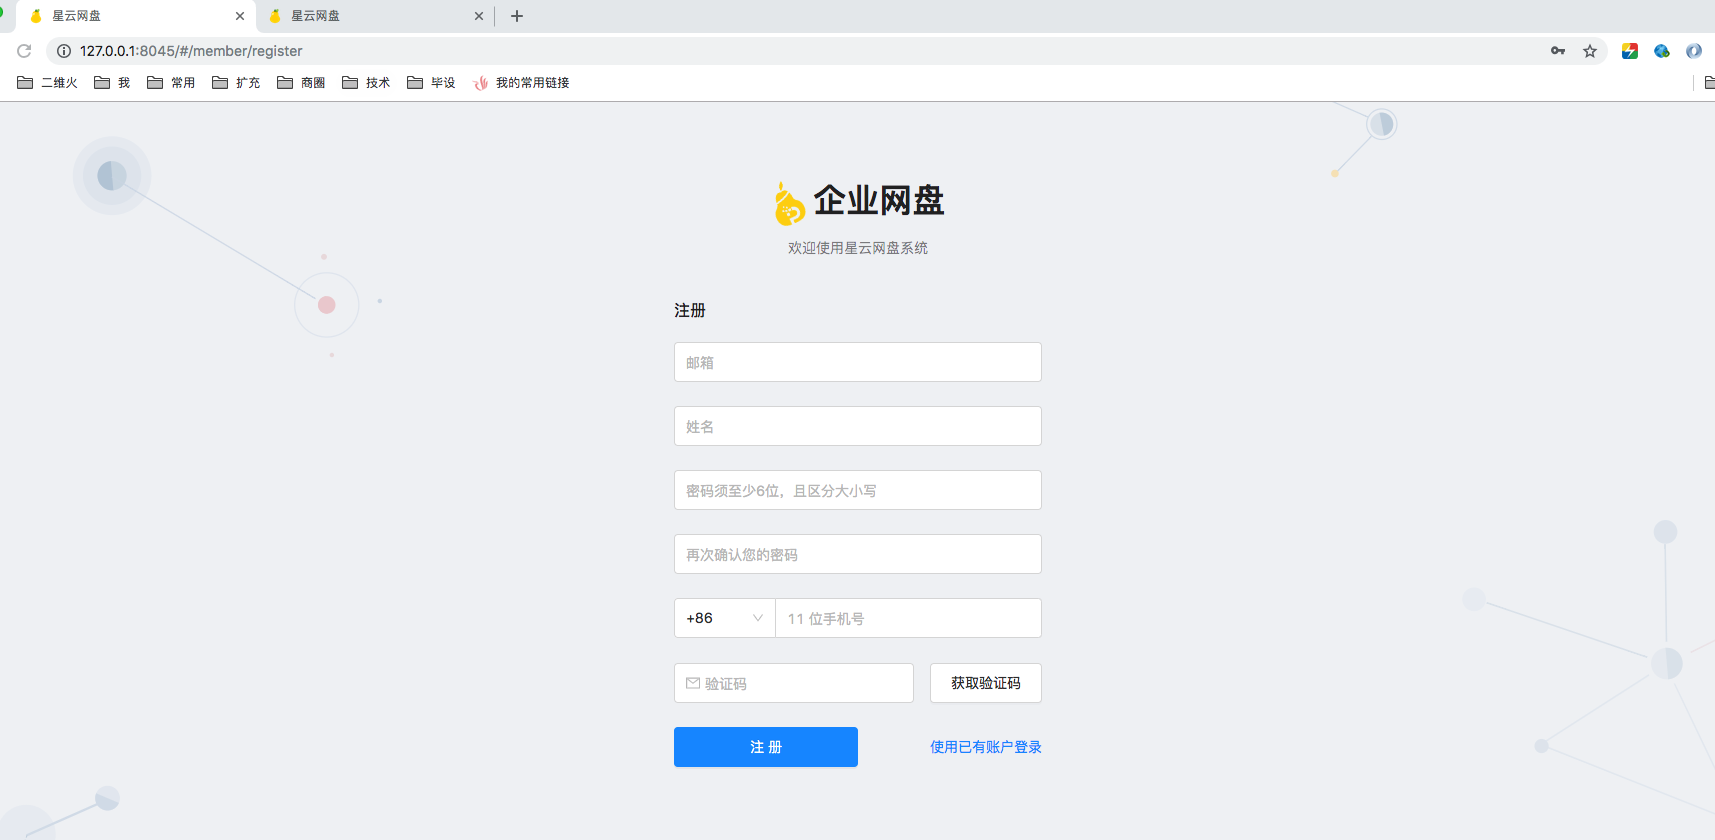 星云网盘
星云网盘
127.0.0.1:8045/#/member/register
二维火 我 常用 扩充 商圈 技术 毕设 我的常用链接
企业网盘
欢迎使用星云网盘系统
注册
邮箱
姓名
密码须至少6位，且区分大小写
再次确认您的密码
+86 11 位手机号
验证码 获取验证码
注 册 使用已有账户登录